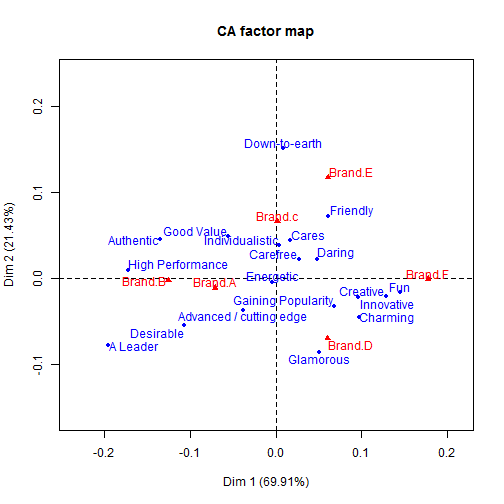 CA factor map
Down-to-earth
Brand.E
Friendly
Brand.c
Good Value
Authentic
Individualistic
Cares
Carefree
Daring
High Performance
Energetic
Brand.B
Brand.A
Brand.F
Fun
Creative
Gaining Popularity
Innovative
Advanced / cutting edge
Charming
Desirable
A Leader
Brand.D
Glamorous
0.2
0.1
0.0
-0.1
Dim 2 (21.43%)
-0.2
-0.1
0.0
0.1
0.2
Dim 1 (69.91%)